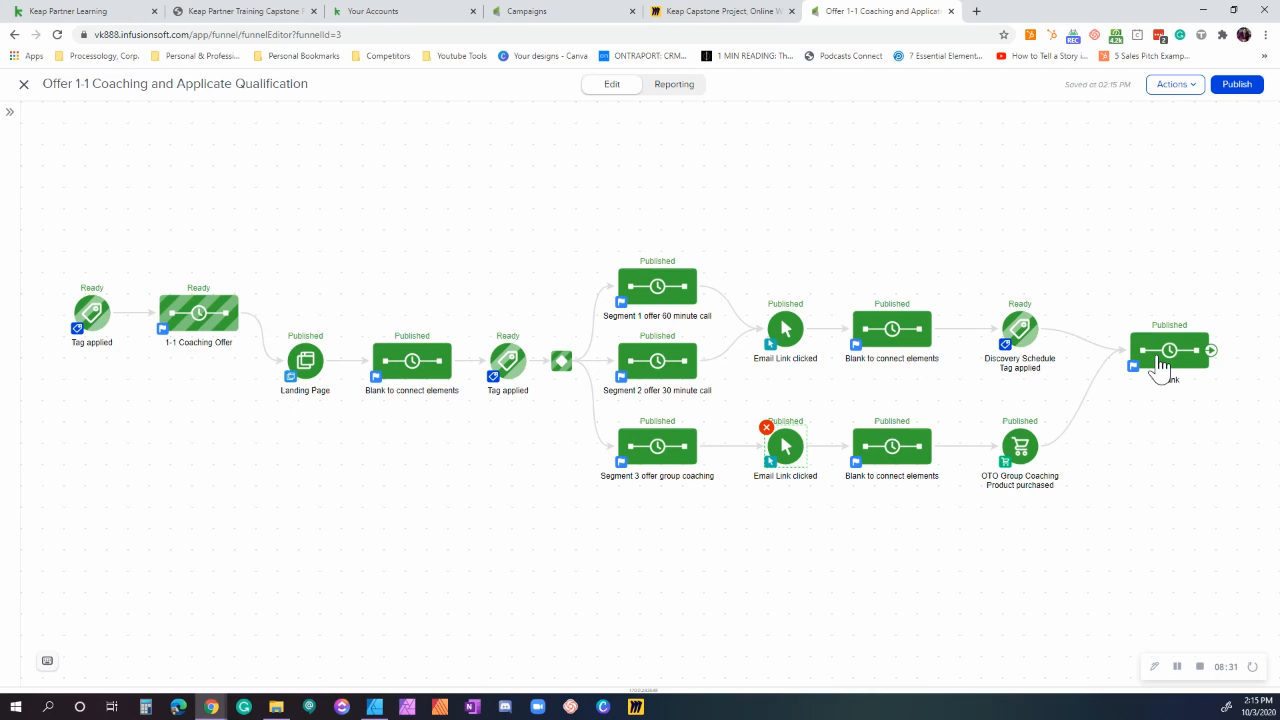 Keap Partner Learning
Keap Partner Training Capstone P
Your Accounts
Campaigns
Keap Capstone Project, Online W
Offer 1-1 Coaching and Applicat
vk888.infusionsoft.com/app/funnel/funnelEditor?funnelId=3
REC
4.2k
2
Apps
Processology, Corp.
Personal & Professi...
Personal Bookmarks
Competitors
Youtube Tools
Your designs - Canva
ONTRAPORT: CRM...
1 MIN READING: Th...
Podcasts Connect
7 Essential Element...
How to Tell a Story i...
5 Sales Pitch Examp...
Offer 1-1 Coaching and Applicate Qualification
Edit
Reporting
Saved at 02:15 PM
Actions
Publish
Published
Segment 1 offer 60 minute call
Ready
Tag applied
Ready
1-1 Coaching Offer
Published
Landing Page
Published
Blank to connect elements
Ready
Tag applied
Published
Segment 2 offer 30 minute call
Published
Email Link clicked
Published
Blank to connect elements
Ready
Discovery Schedule
Tag applied
Published
Published
Segment 3 offer group coaching
Published
Email Link clicked
Published
Blank to connect elements
Published
OTO Group Coaching
Product purchased
08:31
2:15 PM
10/3/2020